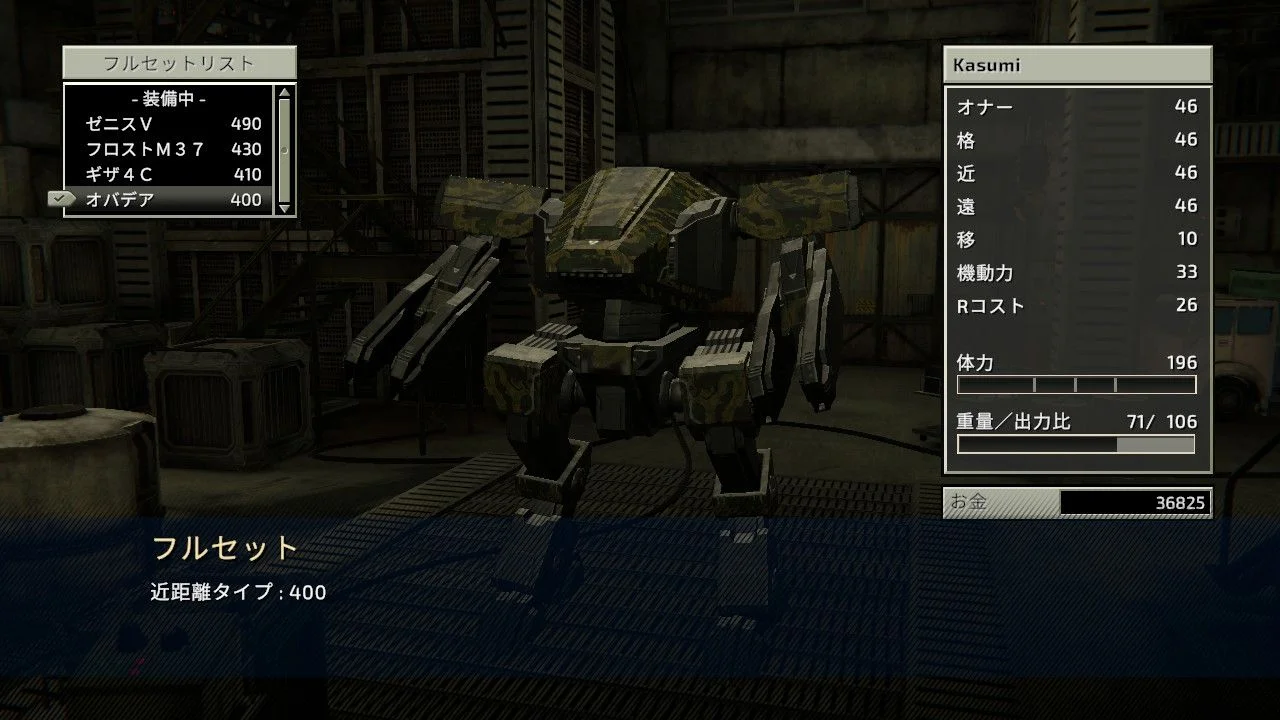 フルセットリスト
- 装備中 -
ゼニスV 490
フロストM37 430
ギザ4C 410
オバデア 400
Kasumi
オナー 46
格 46
近 46
遠 46
移 10
機動力 33
Rコスト 26
体力 196
重量／出力比 71/ 106
お金 36825
フルセット
近距離タイプ : 400